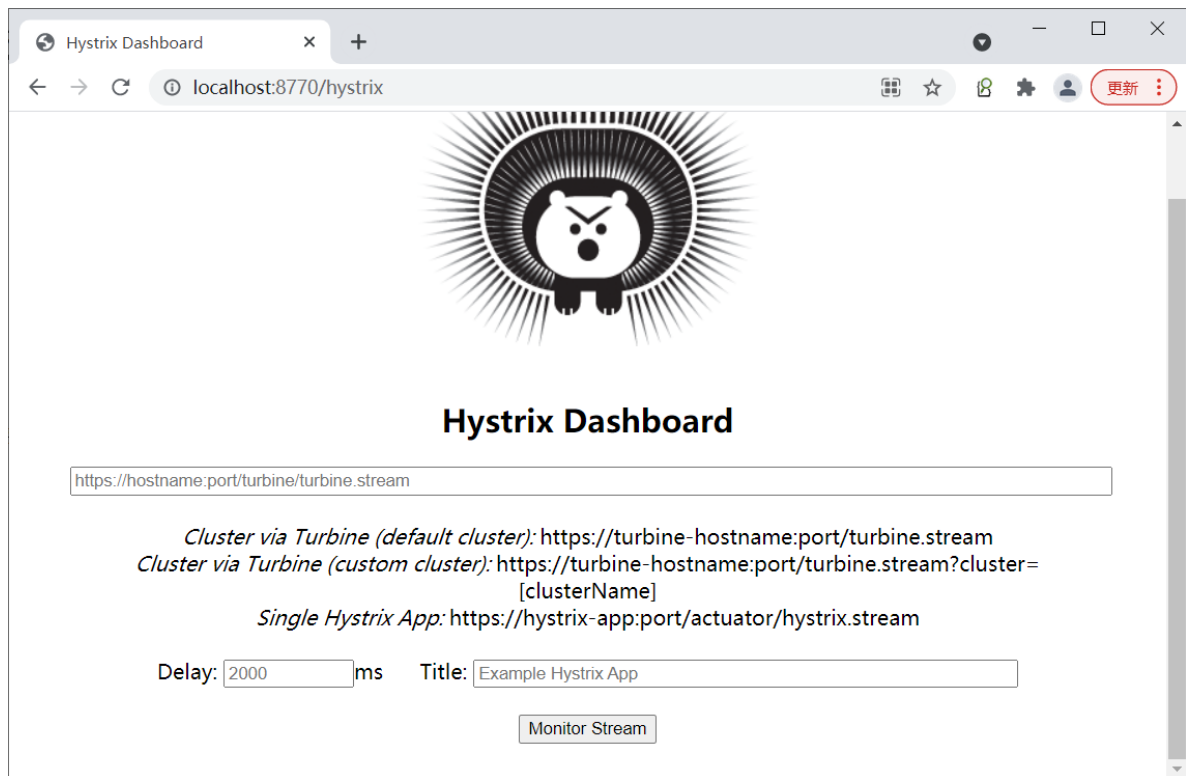 Hystrix Dashboard
localhost:8770/hystrix
更新
Hystrix Dashboard
https://hostname:port/turbine/turbine.stream
Cluster via Turbine (default cluster): https://turbine-hostname:port/turbine.stream
Cluster via Turbine (custom cluster): https://turbine-hostname:port/turbine.stream?cluster=
[clusterName]
Single Hystrix App: https://hystrix-app:port/actuator/hystrix.stream
Delay: 2000 ms Title: Example Hystrix App
Monitor Stream